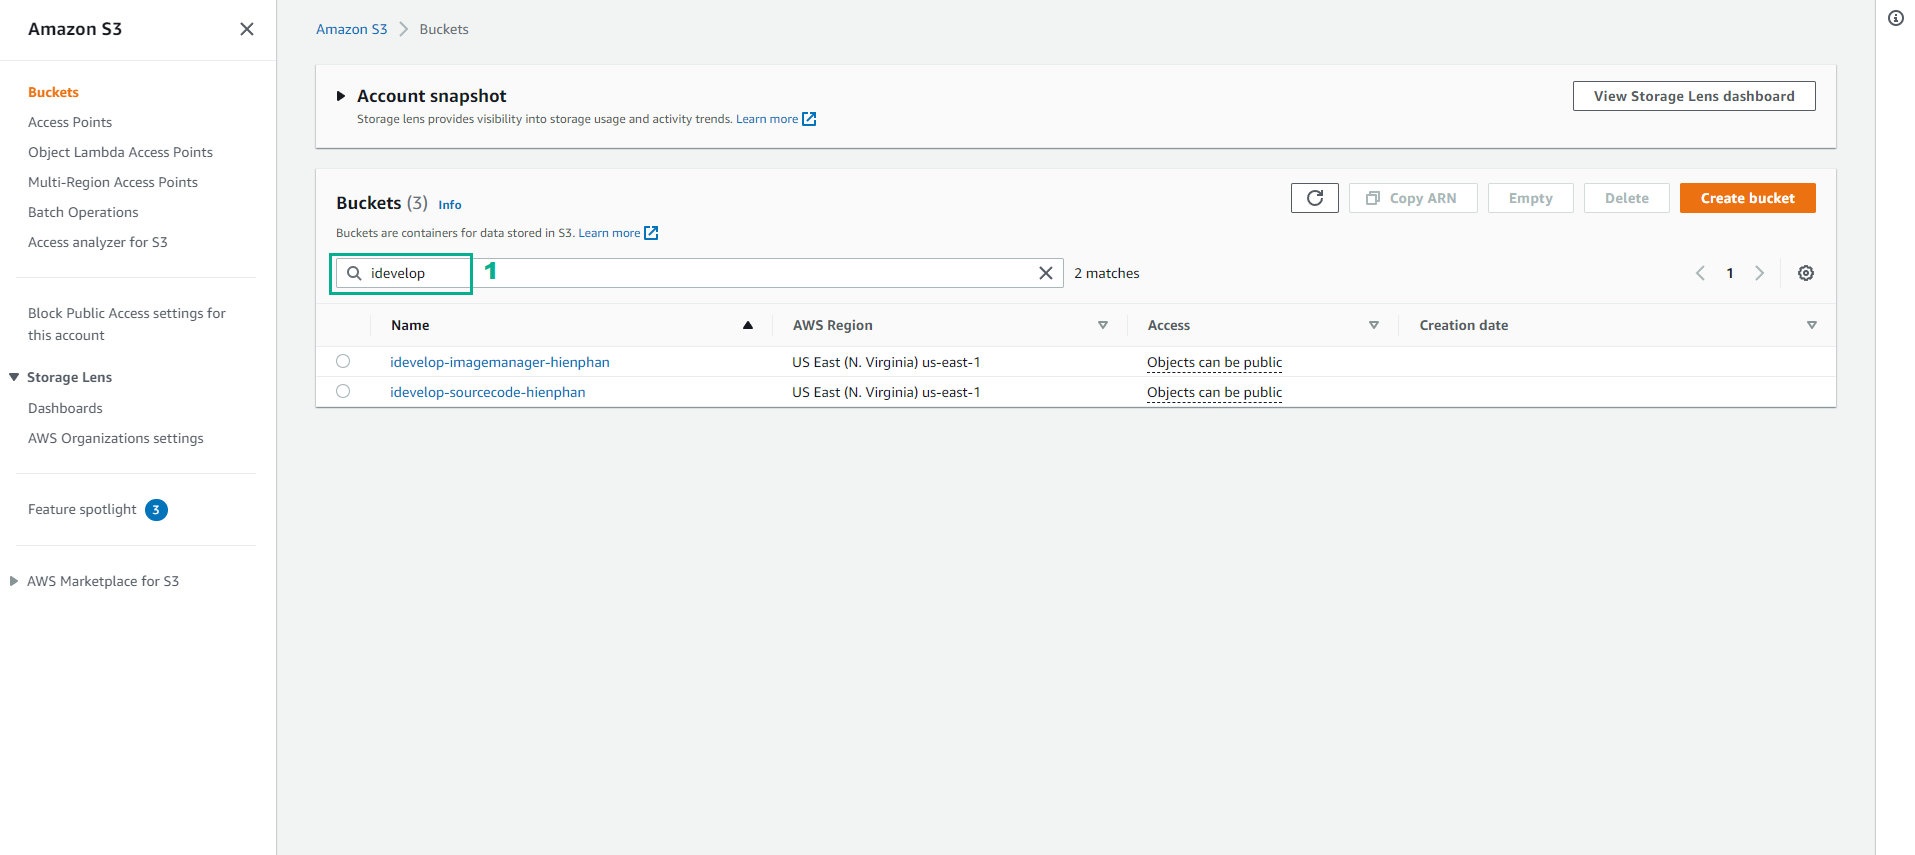 Amazon S3
Buckets
Access Points
Object Lambda Access Points
Multi-Region Access Points
Batch Operations
Access analyzer for S3
Block Public Access settings for
this account
Storage Lens
Dashboards
AWS Organizations settings
Feature spotlight 3
AWS Marketplace for S3
Amazon S3 Buckets
Account snapshot
Storage lens provides visibility into storage usage and activity trends. Learn more
View Storage Lens dashboard
Buckets (3) Info
Buckets are containers for data stored in S3. Learn more
Copy ARN
Empty
Delete
Create bucket
idevelop 1
2 matches
1
Name AWS Region Access Creation date
idevelop-imagemanager-hienphan US East (N. Virginia) us-east-1 Objects can be public
idevelop-sourcecode-hienphan US East (N. Virginia) us-east-1 Objects can be public